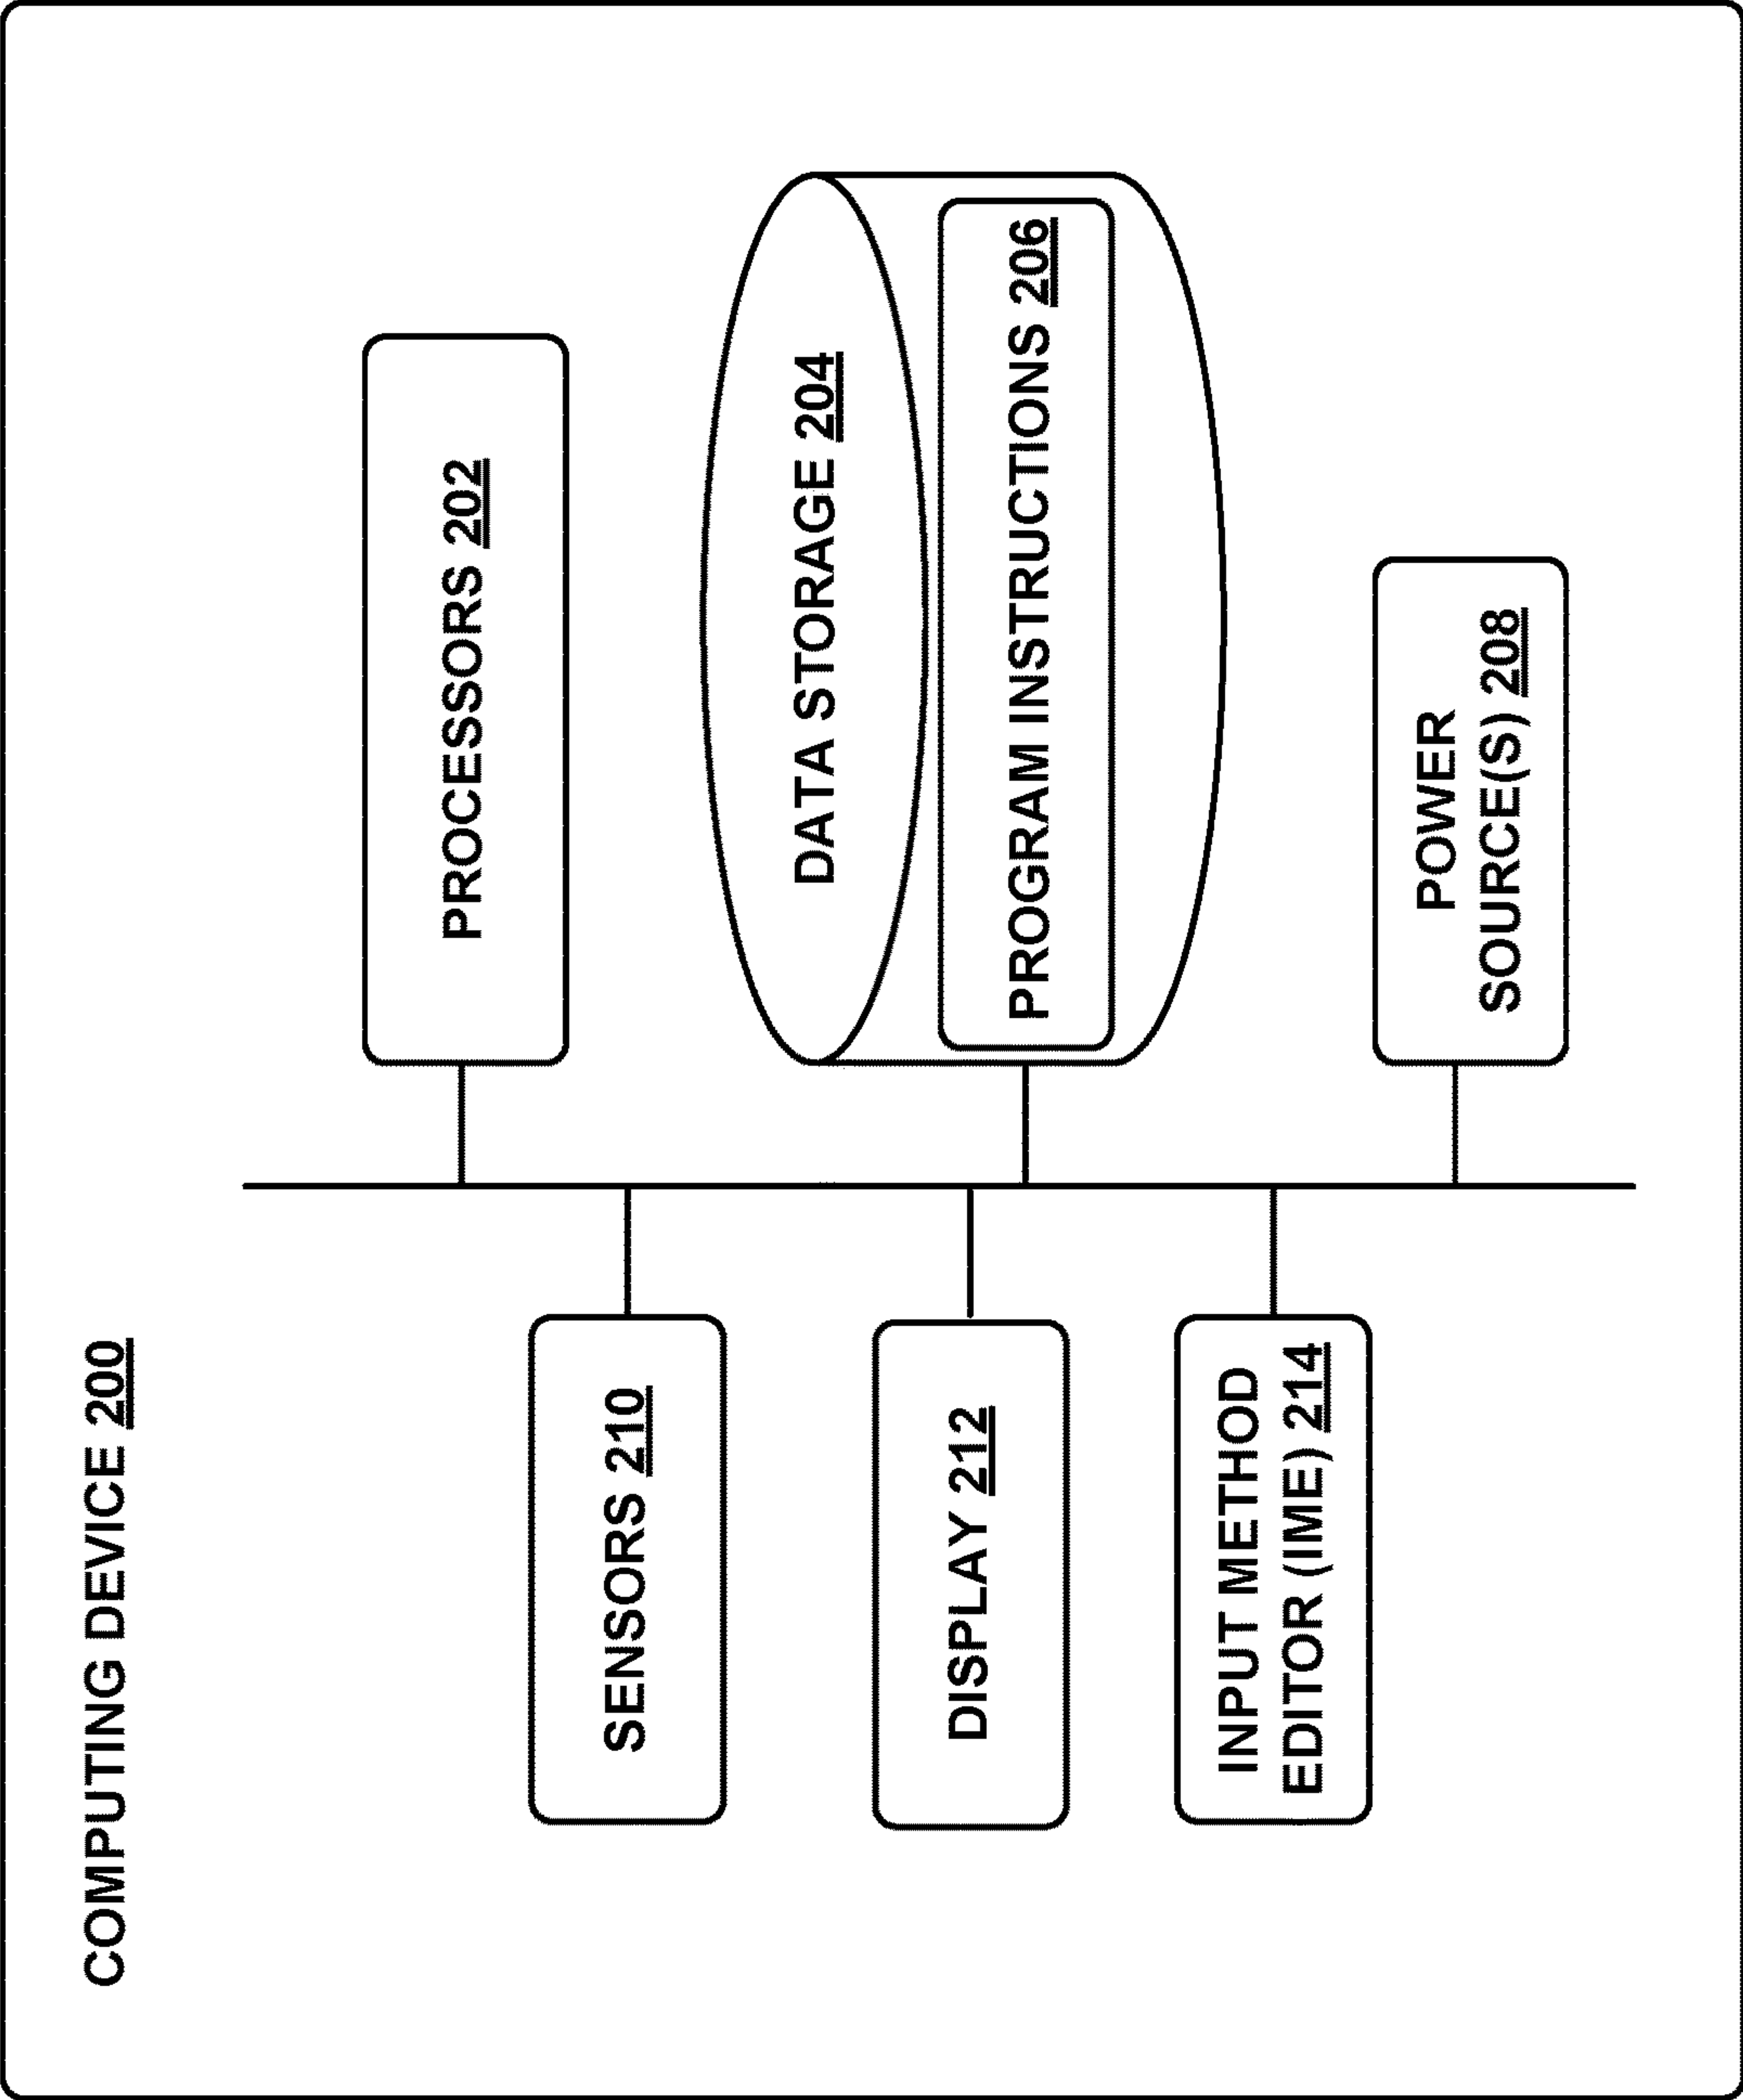 COMPUTING DEVICE 200
PROCESSORS 202
SENSORS 210
DATA STORAGE 204
DISPLAY 212
PROGRAM INSTRUCTIONS 206
INPUT METHOD
EDITOR (IME) 214
POWER
SOURCE(S) 208